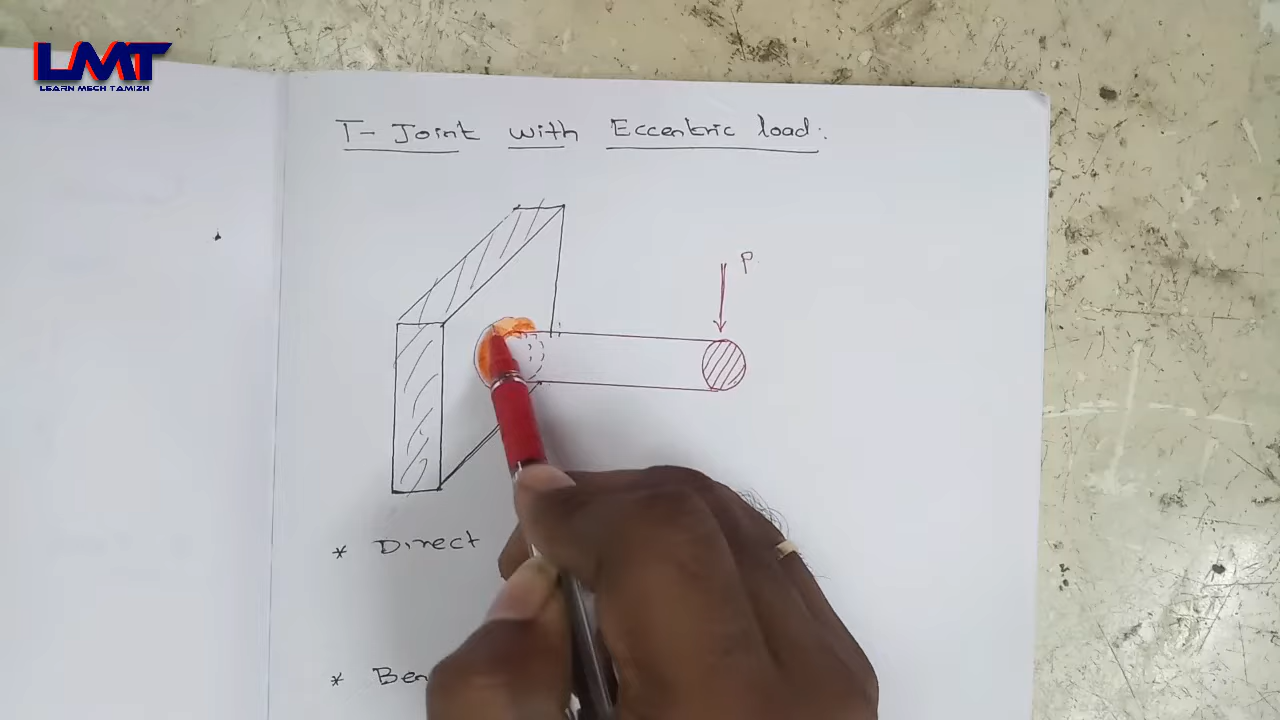 LMT
LEARN MECH TAMIZH
T- Joint with Eccentric load:
P.
* Direct
* Ben